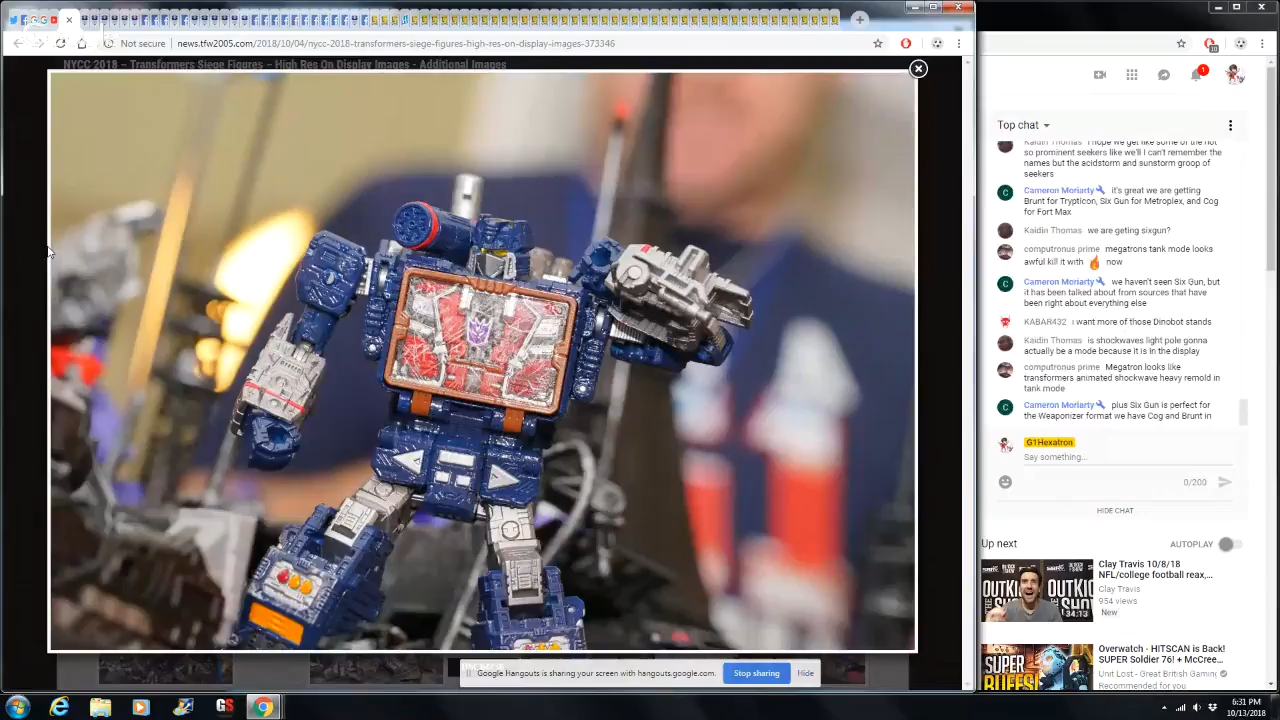 Not secure
news.tfw2005.com/2018/10/04/nycc-2018-transformers-siege-figures-high-res-on-display-images-373346
NYCC 2018 – Transformers Siege Figures – High Res On Display Images - Additional Images
10
1
Top chat
Kaidin Thomas I hope we get like some of the not
so prominent seekers like we'll I can't remember the
names but the acidstorm and sunstorm groop of
seekers
C
Cameron Moriarty it's great we are getting
Brunt for Trypticon, Six Gun for Metroplex, and Cog
for Fort Max
Kaidin Thomas we are geting sixgun?
computronus prime megatrons tank mode looks
awful kill it with now
C
Cameron Moriarty we haven't seen Six Gun, but
it has been talked about from sources that have
been right about everything else
KABAR432 i want more of those Dinobot stands
Kaidin Thomas is shockwaves light pole gonna
actually be a mode because it is in the display
computronus prime Megatron looks like
transformers animated shockwave heavy remold in
tank mode
C
Cameron Moriarty plus Six Gun is perfect for
the Weaponizer format we have Cog and Brunt in
G1Hexatron
Say something...
0/200
HIDE CHAT
Up next
AUTOPLAY
OUTKICK
THE SHOW
34:13
Clay Travis 10/8/18
NFL/college football reax,...
Clay Travis
954 views
New
SUPER
BUFFS!
Overwatch - HITSCAN is Back!
SUPER Soldier 76! + McCree...
Unit Lost - Great British Gaming
Recommended for you
Google Hangouts is sharing your screen with hangouts.google.com.
Stop sharing
Hide
GS
6:31 PM
10/13/2018